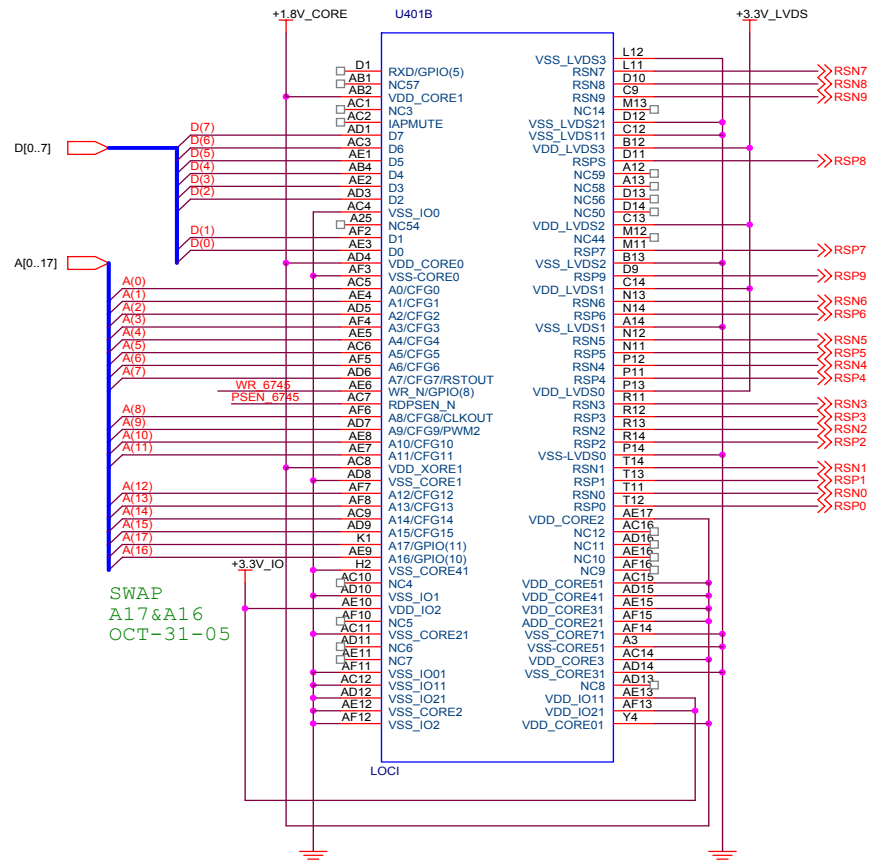 +1.8V_CORE U401B +3.3V_LVDS
D1 RXD/GPIO(5)
AB1 NC57
AB2 VDD_CORE1
AC1 NC3
AC2 IAPMUTE
D(7) AD1 D7
D(6) AC3 D6
D[0..7] D(5) AE1 D5
D(4) AB4 D4
D(3) AE2 D3
D(2) AD3 D2
AC4 VSS_IO0
A25 NC54
D(1) AF2 D1
D(0) AE3 D0
A[0..17] AD4 VDD_CORE0
AF3 VSS-CORE0
A(0) AC5 A0/CFG0
A(1) AE4 A1/CFG1
A(2) AD5 A2/CFG2
A(3) AF4 A3/CFG3
A(4) AE5 A4/CFG4
A(5) AC6 A5/CFG5
A(6) AF5 A6/CFG6
A(7) AD6 A7/CFG7/RSTOUT
WR_6745 AE6 WR_N/GPIO(8)
PSEN_6745 AC7 RDPSEN_N
A(8) AF6 A8/CFG8/CLKOUT
A(9) AD7 A9/CFG9/PWM2
A(10) AE8 A10/CFG10
A(11) AE7 A11/CFG11
AC8 VDD_XORE1
AD8 VSS_CORE1
A(12) AF7 A12/CFG12
A(13) AF8 A13/CFG13
A(14) AC9 A14/CFG14
A(15) AD9 A15/CFG15
A(17) K1 A17/GPIO(11)
A(16) AE9 A16/GPIO(10)
+3.3V_IO H2 VSS_CORE41
AC10 NC4
AD10 VSS_IO1
AE10 VDD_IO2
AF10 NC5
AC11 VSS_CORE21
AD11 NC6
AE11 NC7
AF11 VSS_IO01
AC12 VSS_IO11
AD12 VSS_IO21
AE12 VSS_CORE2
AF12 VSS_IO2
SWAP
A17&A16
OCT-31-05
VSS_LVDS3 L12
RSN7 L11 RSN7
RSN8 D10 RSN8
RSN9 C9 RSN9
NC14 M13
VSS_LVDS21 D12
VSS_LVDS11 C12
VDD_LVDS3 B12
RSPS D11 RSP8
NC59 A12
NC58 A13
NC56 D13
NC50 D14
VDD_LVDS2 C13
NC44 M12
RSP7 M11 RSP7
VSS_LVDS2 B13
RSP9 D9 RSP9
VDD_LVDS1 C14
RSN6 N13 RSN6
RSP6 N14 RSP6
VSS_LVDS1 A14
RSN5 N12 RSN5
RSP5 N11 RSP5
RSN4 P12 RSN4
RSP4 P11 RSP4
VDD_LVDS0 P13
RSN3 R11 RSN3
RSP3 R12 RSP3
RSN2 R13 RSN2
RSP2 R14 RSP2
VSS-LVDS0 P14
RSN1 T14 RSN1
RSP1 T13 RSP1
RSN0 T11 RSN0
RSP0 T12 RSP0
VDD_CORE2 AE17
NC12 AC16
NC11 AD16
NC10 AE16
NC9 AF16
VDD_CORE51 AC15
VDD_CORE41 AD15
VDD_CORE31 AE15
ADD_CORE21 AF15
VSS_CORE71 AF14
VSS-CORE51 A3
VDD_CORE3 AC14
VSS_CORE31 AD14
NC8 AD13
VDD_IO11 AE13
VDD_IO21 AF13
VDD_CORE01 Y4
LOCI